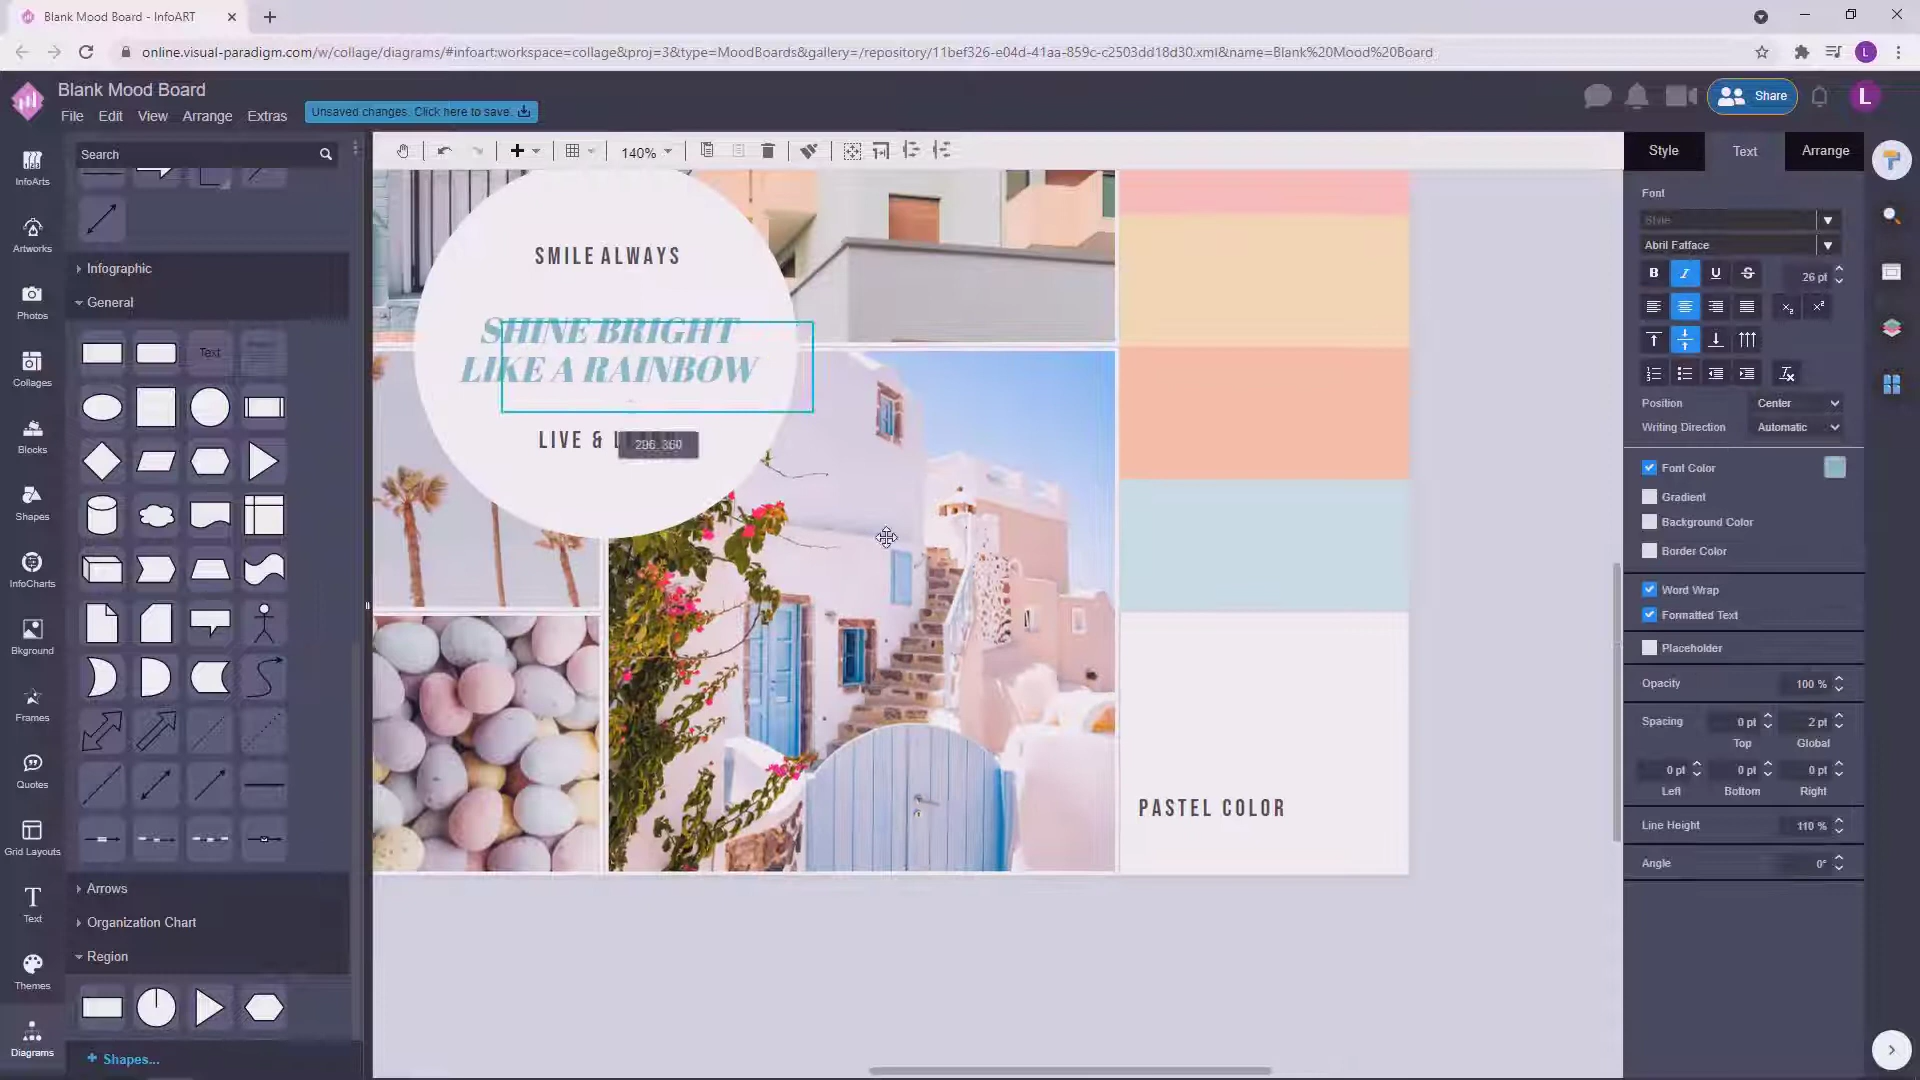 Blank Mood Board - InfoART
online.visual-paradigm.com/w/collage/diagrams/#infoart:workspace=collage&proj=3&type=MoodBoards&gallery=/repository/11bef326-e04d-41aa-859c-c2503dd18d30.xml&name=Blank%20Mood%20Board
L
Blank Mood Board
File Edit View Arrange Extras
Unsaved changes. Click here to save.
Share
L
Search
140%
Style Text Arrange
InfoArts
Artworks
Photos
Collages
Blocks
Shapes
InfoCharts
Bkground
Frames
Quotes
Grid Layouts
Text
Themes
Diagrams
Infographic
General
Text
Arrows
Organization Chart
Region
Shapes...
SMILE ALWAYS
SHINE BRIGHT
LIKE A RAINBOW
LIVE & L
296, 360
PASTEL COLOR
Font
Style
Abril Fatface
B I U S 26 pt
Position Center
Writing Direction Automatic
Font Color
Gradient
Background Color
Border Color
Word Wrap
Formatted Text
Placeholder
Opacity 100 %
Spacing 0 pt 2 pt
Top Global
0 pt 0 pt 0 pt
Left Bottom Right
Line Height 110 %
Angle 0°